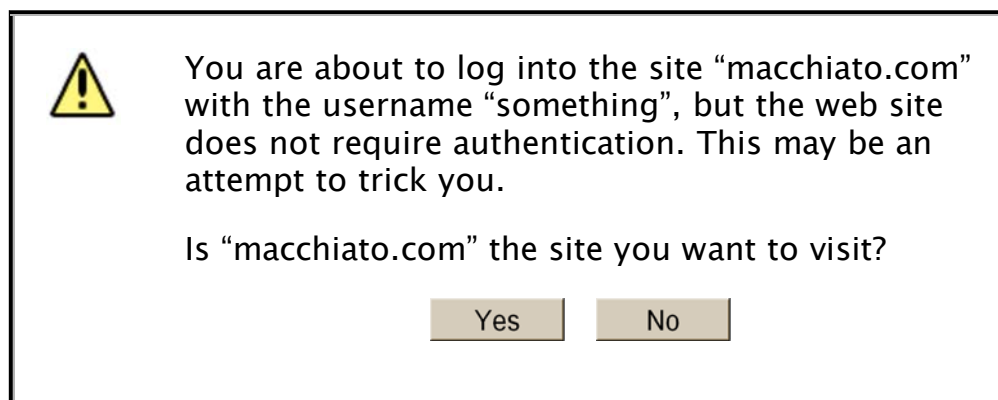 You are about to log into the site “macchiato.com”
with the username “something”, but the web site
does not require authentication. This may be an
attempt to trick you.
Is “macchiato.com” the site you want to visit?
Yes No